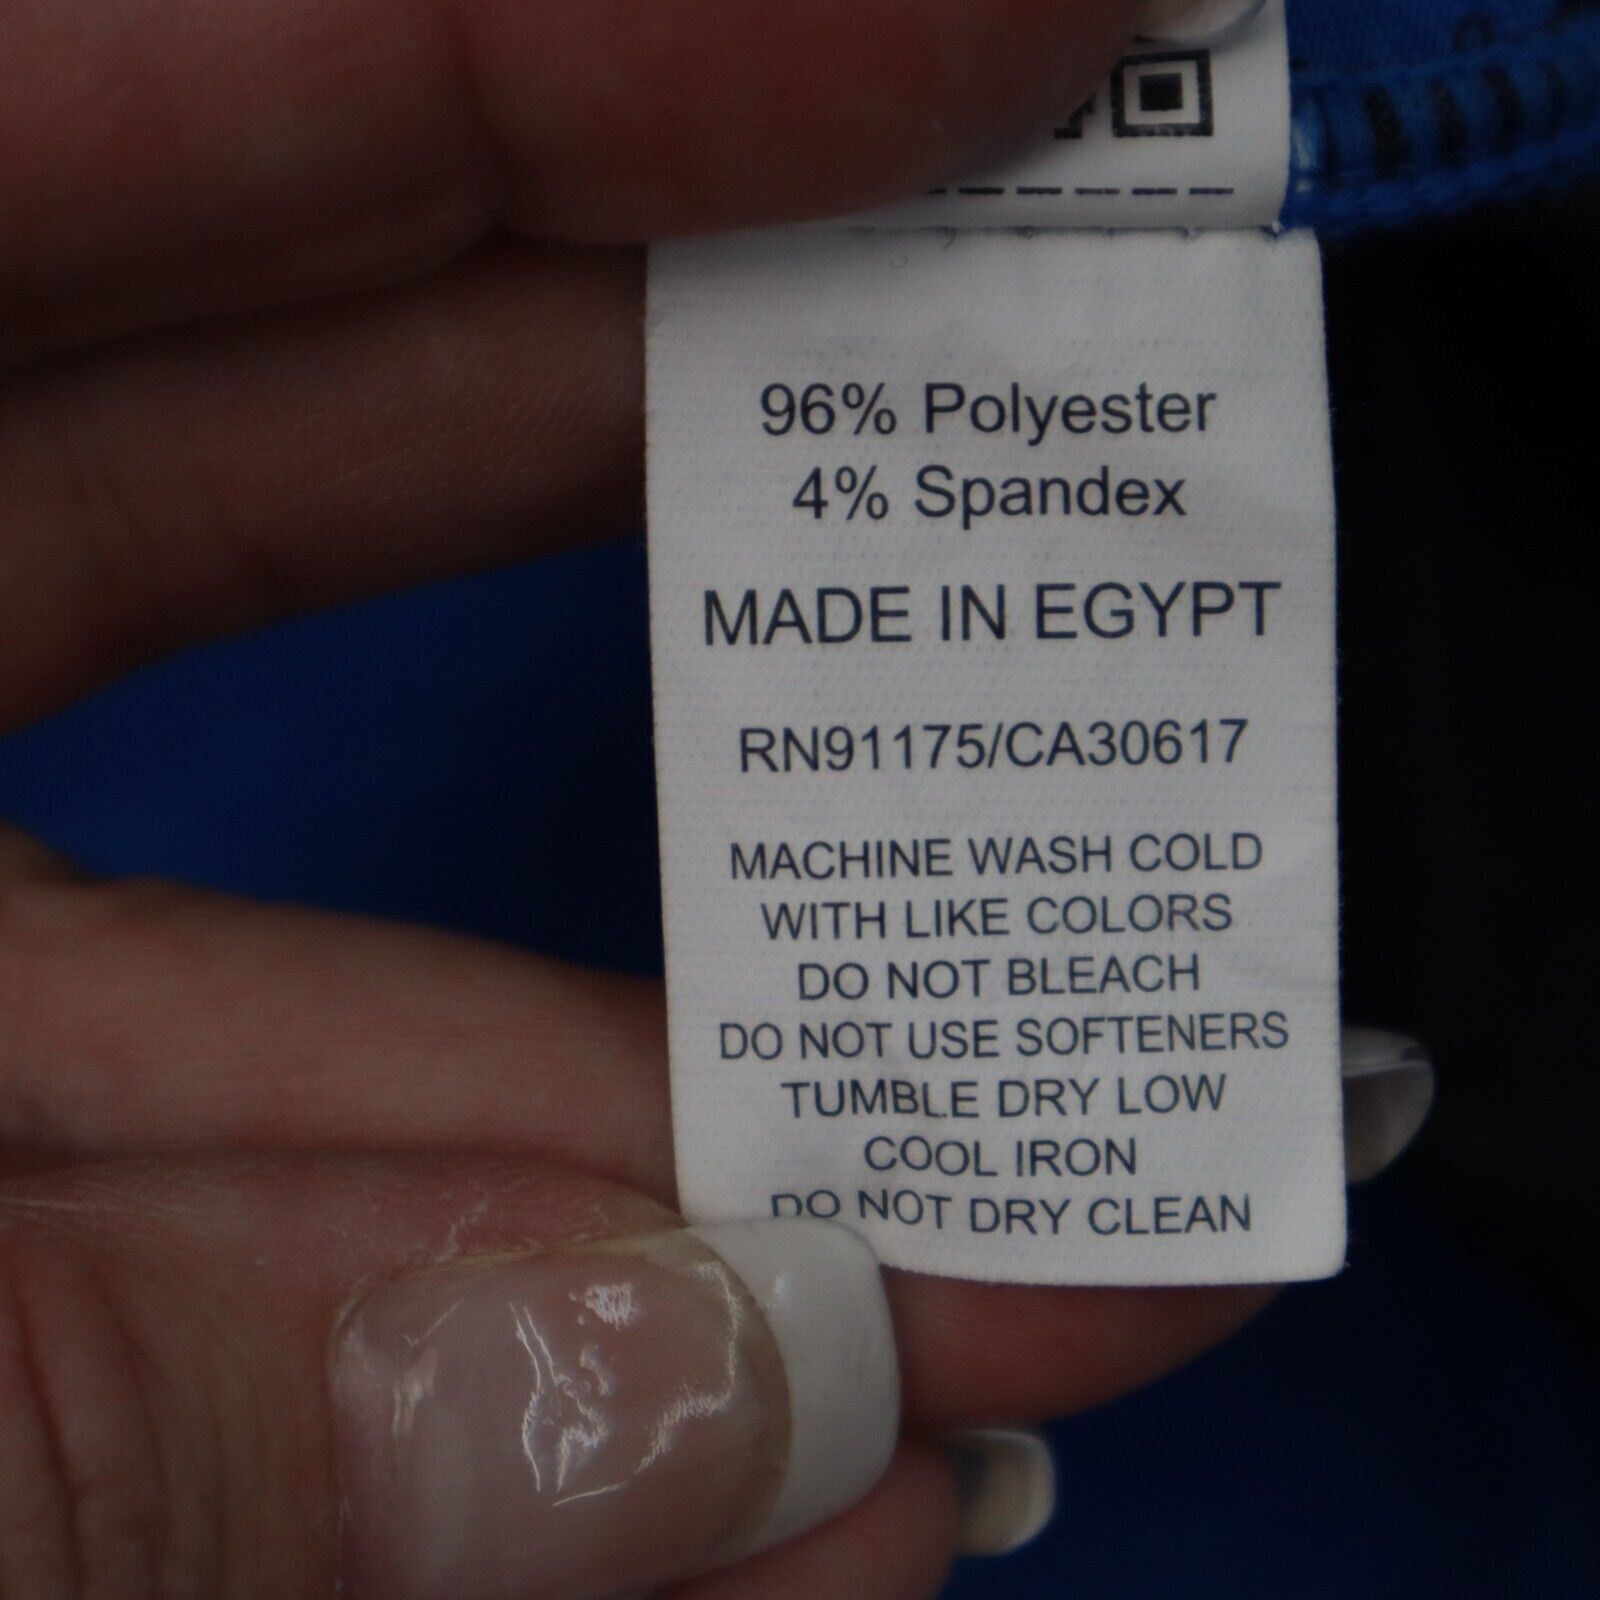 96% Polyester
4% Spandex
MADE IN EGYPT
RN91175/CA30617
MACHINE WASH COLD
WITH LIKE COLORS
DO NOT BLEACH
DO NOT USE SOFTENERS
TUMBLE DRY LOW
COOL IRON
DO NOT DRY CLEAN